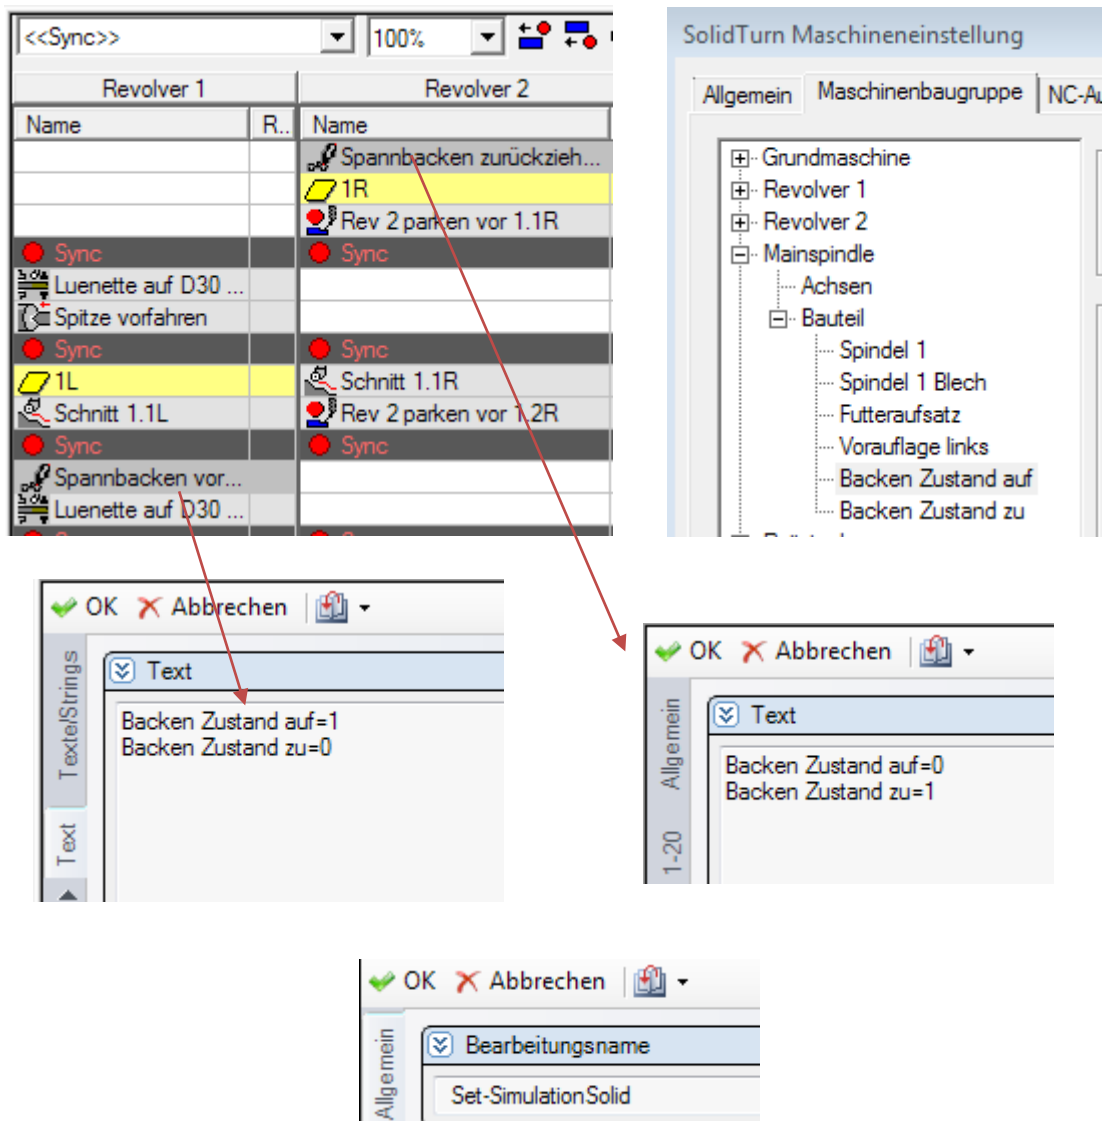 <<Sync>>
100%
Revolver 1
Revolver 2
Name
R..
Name
Spannbacken zurückzieh...
1R
Rev 2 parken vor 1.1R
Sync
Sync
Luenette auf D30 ...
Spitze vorfahren
Sync
Sync
1L
Schnitt 1.1R
Schnitt 1.1L
Rev 2 parken vor 1.2R
Sync
Sync
Spannbacken vor...
Luenette auf D30 ...
SolidTurn Maschineneinstellung
Allgemein
Maschinenbaugruppe
NC-Au
Grundmaschine
Revolver 1
Revolver 2
Mainspindle
Achsen
Bauteil
Spindel 1
Spindel 1 Blech
Futteraufsatz
Vorauflage links
Backen Zustand auf
Backen Zustand zu
OK
Abbrechen
Texte/Strings
Text
Text
Backen Zustand auf=1
Backen Zustand zu=0
OK
Abbrechen
Allgemein
1-20
Text
Backen Zustand auf=0
Backen Zustand zu=1
OK
Abbrechen
Allgemein
Bearbeitungsname
Set-SimulationSolid